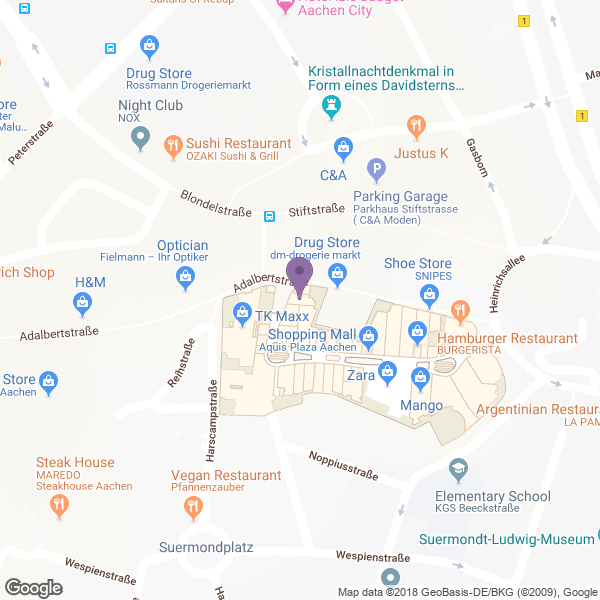 Aachen City
1
Drug Store
Rossmann Drogeriemarkt
Kristallnachtdenkmal in
Form eines Davidsterns...
Night Club
NOX
1
Peterstraße
Sushi Restaurant
OZAKI Sushi & Grill
Justus K
Gasborn
C&A
Parking Garage
Parkhaus Stiftstrasse
( C&A Moden)
Blondelstraße
Stiftstraße
Optician
Fielmann – Ihr Optiker
Drug Store
dm-drogerie markt
Shoe Store
SNIPES
Heinrichsallee
rich Shop
H&M
Adalbertstraße
TK Maxx
Shopping Mall
Aquis Plaza Aachen
Hamburger Restaurant
BURGERISTA
Adalbertstraße
Reihstraße
Store
Aachen
Zara
Mango
Harscampstraße
Argentinian Restaura
LA PAM
Noppiusstraße
Steak House
MAREDO
Steakhouse Aachen
Vegan Restaurant
Pfannenzauber
Elementary School
KGS Beeckstraße
Suermondtplatz
Suermondt-Ludwig-Museum
Wespienstraße
Wespienstraße
Google
Map data ©2018 GeoBasis-DE/BKG (©2009), Google